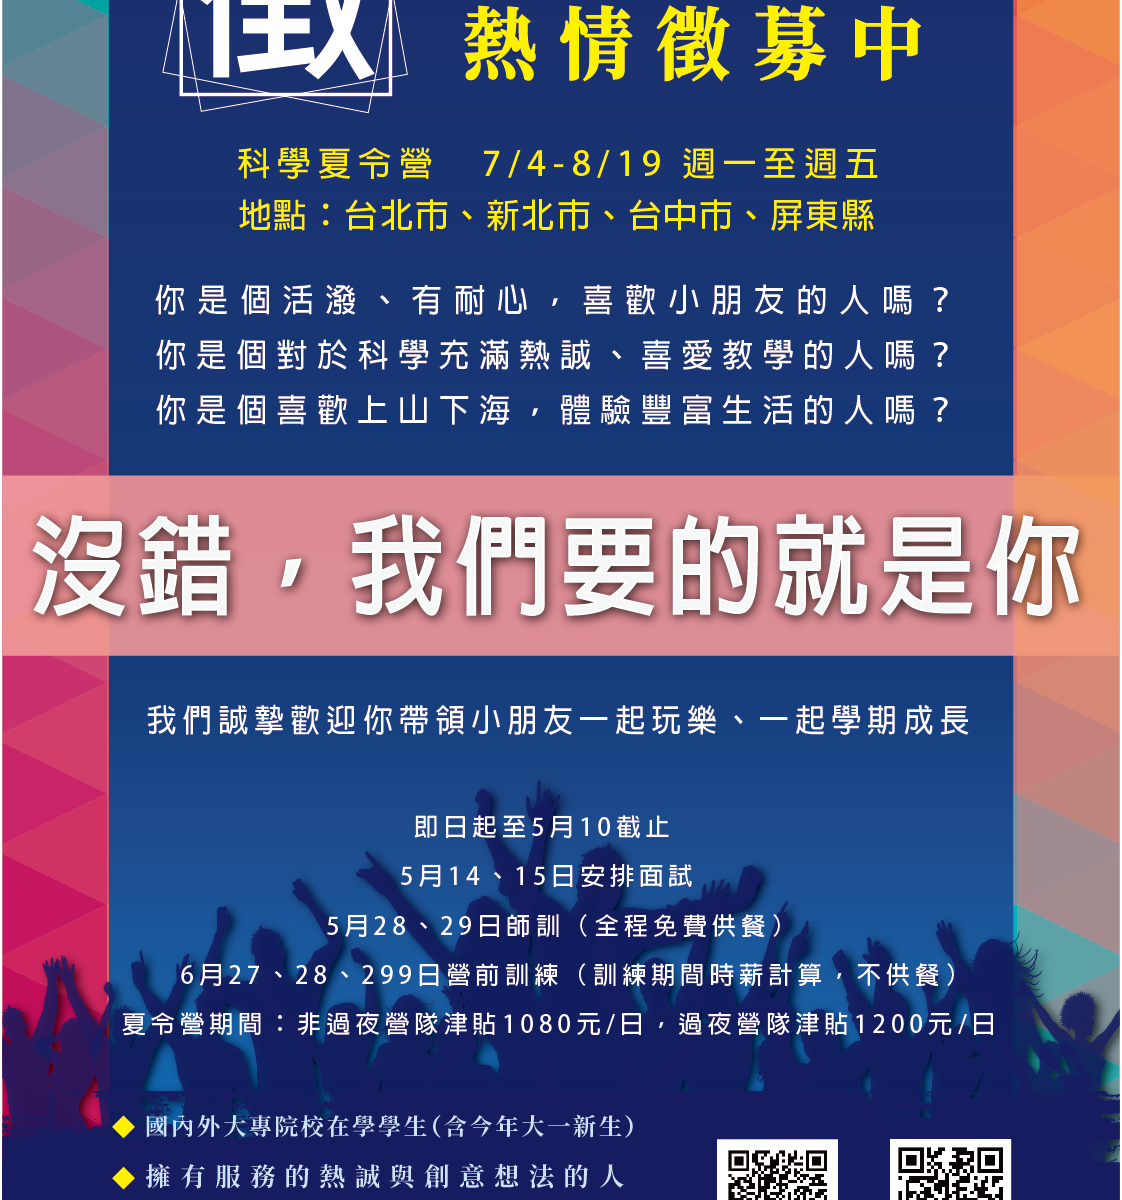 徵
熱情徵募中
科學夏令營 7/4-8/19 週一至週五
地點：台北市、新北市、台中市、屏東縣
你是個活潑、有耐心，喜歡小朋友的人嗎？
你是個對於科學充滿熱誠、喜愛教學的人嗎？
你是個喜歡上山下海，體驗豐富生活的人嗎？
沒錯，我們要的就是你
我們誠摯歡迎你帶領小朋友一起玩樂、一起學期成長
即日起至5月10截止
5月14、15日安排面試
5月28、29日師訓（全程免費供餐）
6月27、28、299日營前訓練（訓練期間時薪計算，不供餐）
夏令營期間：非過夜營隊津貼1080元/日，過夜營隊津貼1200元/日
◆ 國內外大專院校在學學生(含今年大一新生)
◆ 擁有服務的熱誠與創意想法的人